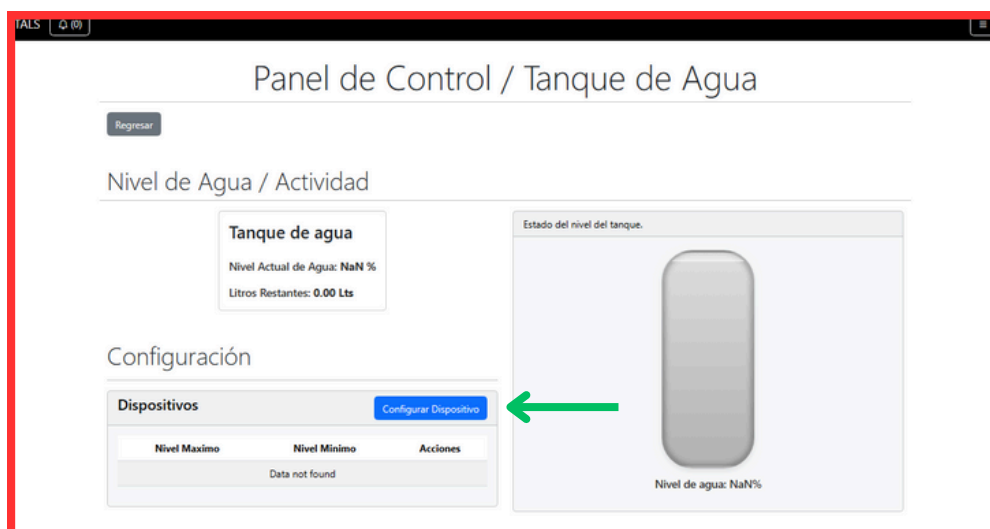 TALS (0)
Panel de Control / Tanque de Agua
Regresar
Nivel de Agua / Actividad
Tanque de agua
Nivel Actual de Agua: NaN %
Litros Restantes: 0.00 Lts
Estado del nivel del tanque.
Nivel de agua: NaN%
Configuración
Dispositivos
Configurar Dispositivo
Nivel Maximo Nivel Minimo Acciones
Data not found